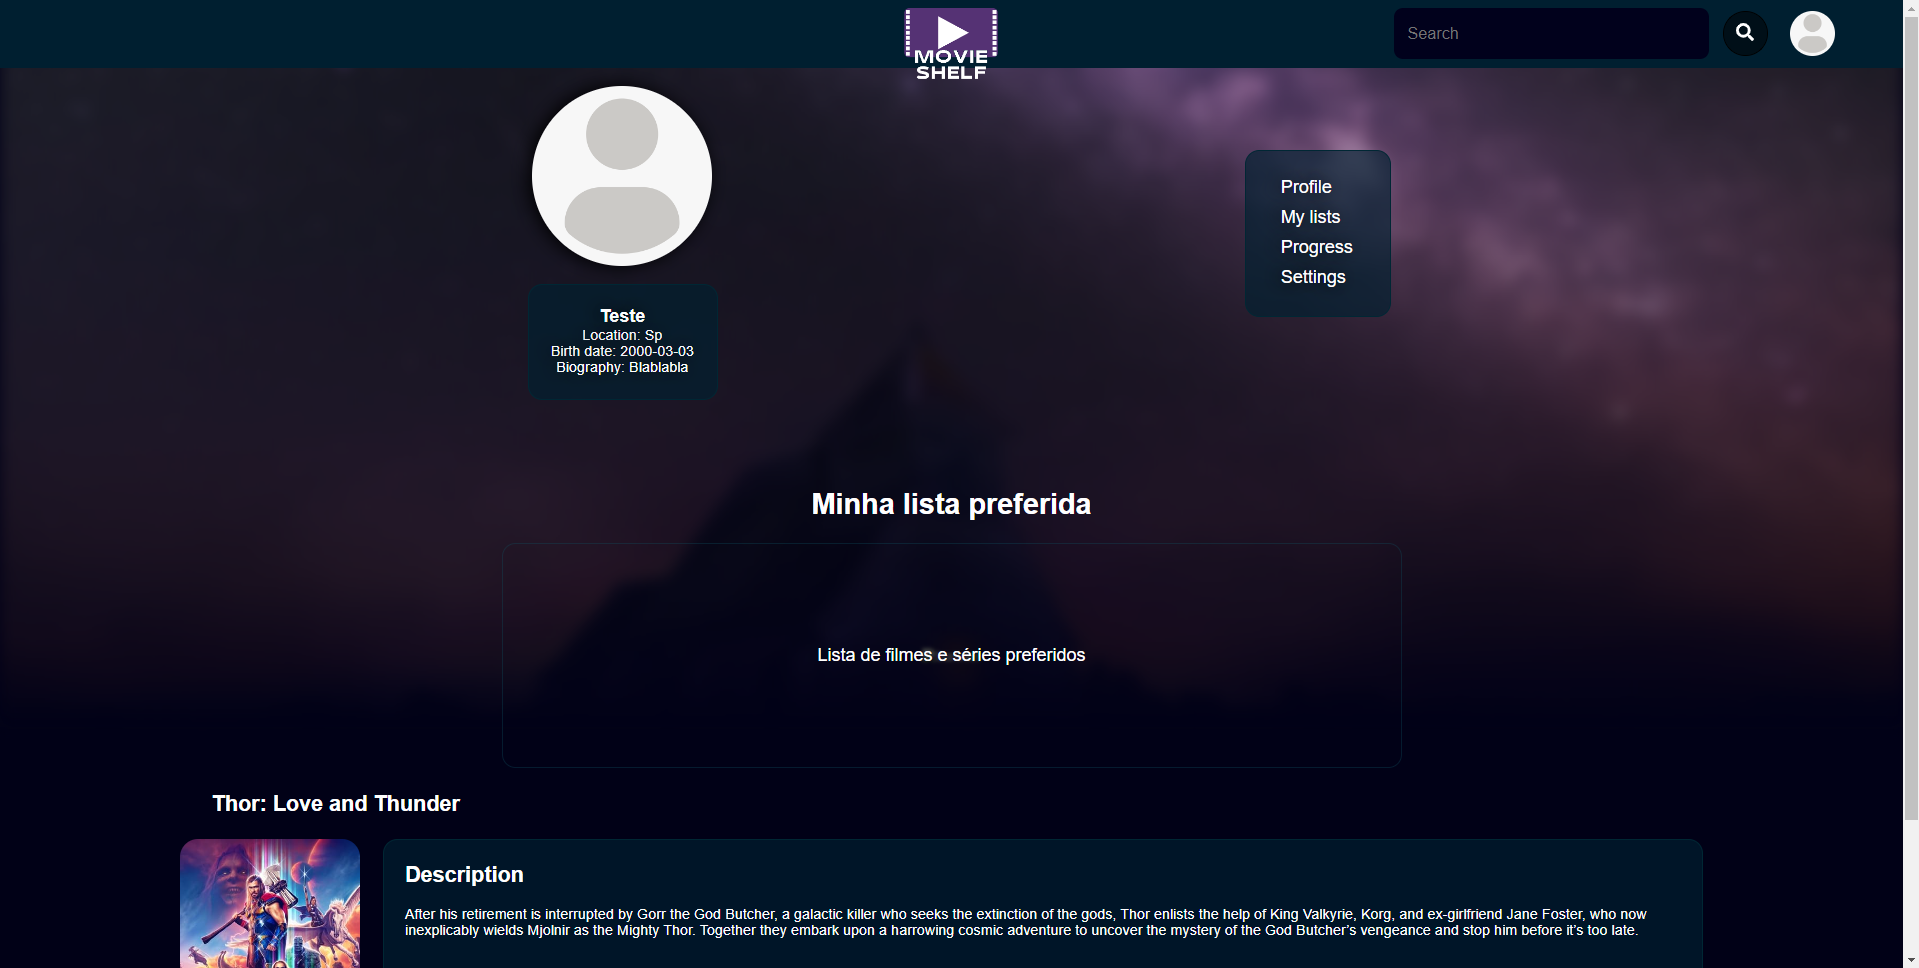 MOVIE
SHELF
Search
Profile
My lists
Progress
Settings
Teste
Location: Sp
Birth date: 2000-03-03
Biography: Blablabla
Minha lista preferida
Lista de filmes e séries preferidos
Thor: Love and Thunder
Description
After his retirement is interrupted by Gorr the God Butcher, a galactic killer who seeks the extinction of the gods, Thor enlists the help of King Valkyrie, Korg, and ex-girlfriend Jane Foster, who now
inexplicably wields Mjolnir as the Mighty Thor. Together they embark upon a harrowing cosmic adventure to uncover the mystery of the God Butcher’s vengeance and stop him before it’s too late.